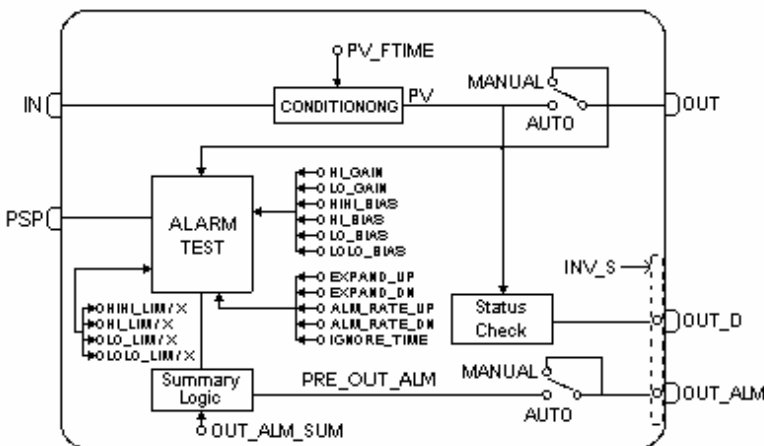 PV_FTIME
IN
CONDITIONONG
PV
MANUAL
AUTO
OUT
PSP
ALARM
TEST
HI_GAIN
LO_GAIN
HIHI_BIAS
HI_BIAS
LO_BIAS
LOLO_BIAS
EXPAND_UP
EXPAND_DN
ALM_RATE_UP
ALM_RATE_DN
IGNORE_TIME
HIHI_LIM/X
HI_LIM/X
LO_LIM/X
LOLO_LIM/X
INV_S
Status
Check
OUT_D
Summary
Logic
PRE_OUT_ALM
MANUAL
AUTO
OUT_ALM
OUT_ALM_SUM